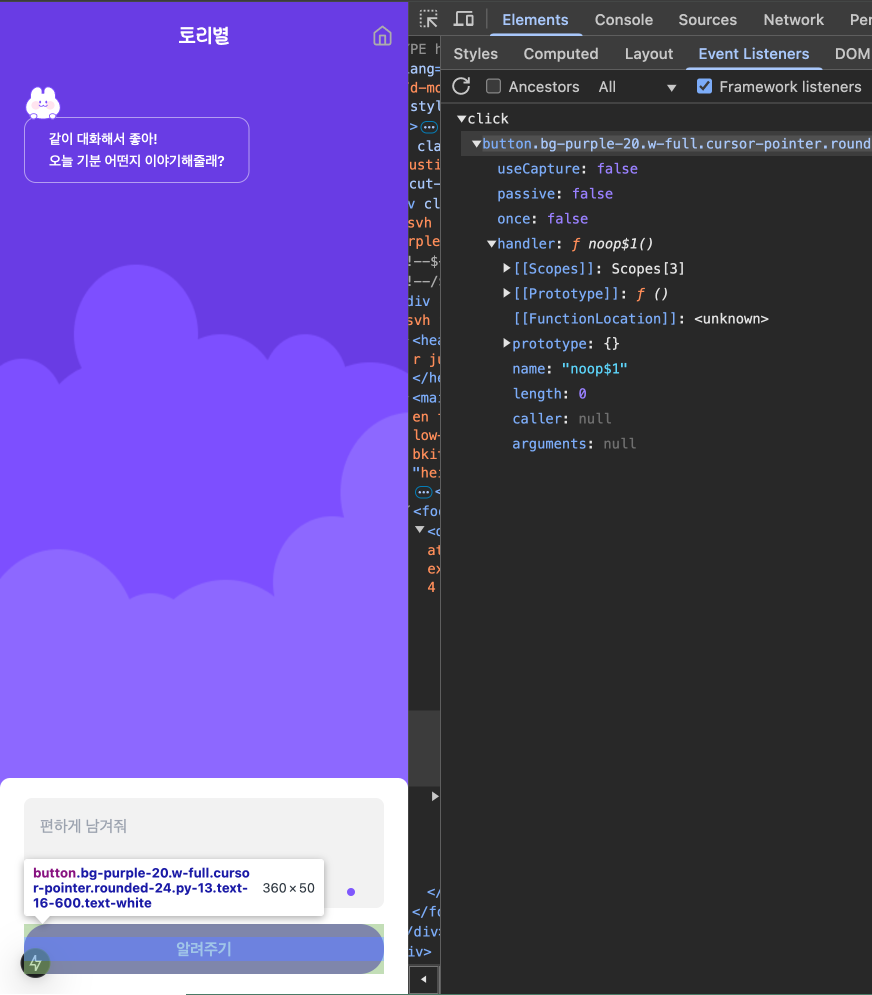 토리별
같이 대화해서 좋아!
오늘 기분 어떤지 이야기해줄래?
편하게 남겨줘
button.bg-purple-20.w-full.curso
r-pointer.rounded-24.py-13.text-
16-600.text-white
360 × 50
알려주기
Elements Console Sources Network Per
Styles Computed Layout Event Listeners DOM
Ancestors All Framework listeners
click
button.bg-purple-20.w-full.cursor-pointer.round
useCapture: false
passive: false
once: false
handler: ƒ noop$1()
[[Scopes]]: Scopes[3]
[[Prototype]]: ƒ ()
[[FunctionLocation]]: <unknown>
prototype: {}
name: "noop$1"
length: 0
caller: null
arguments: null